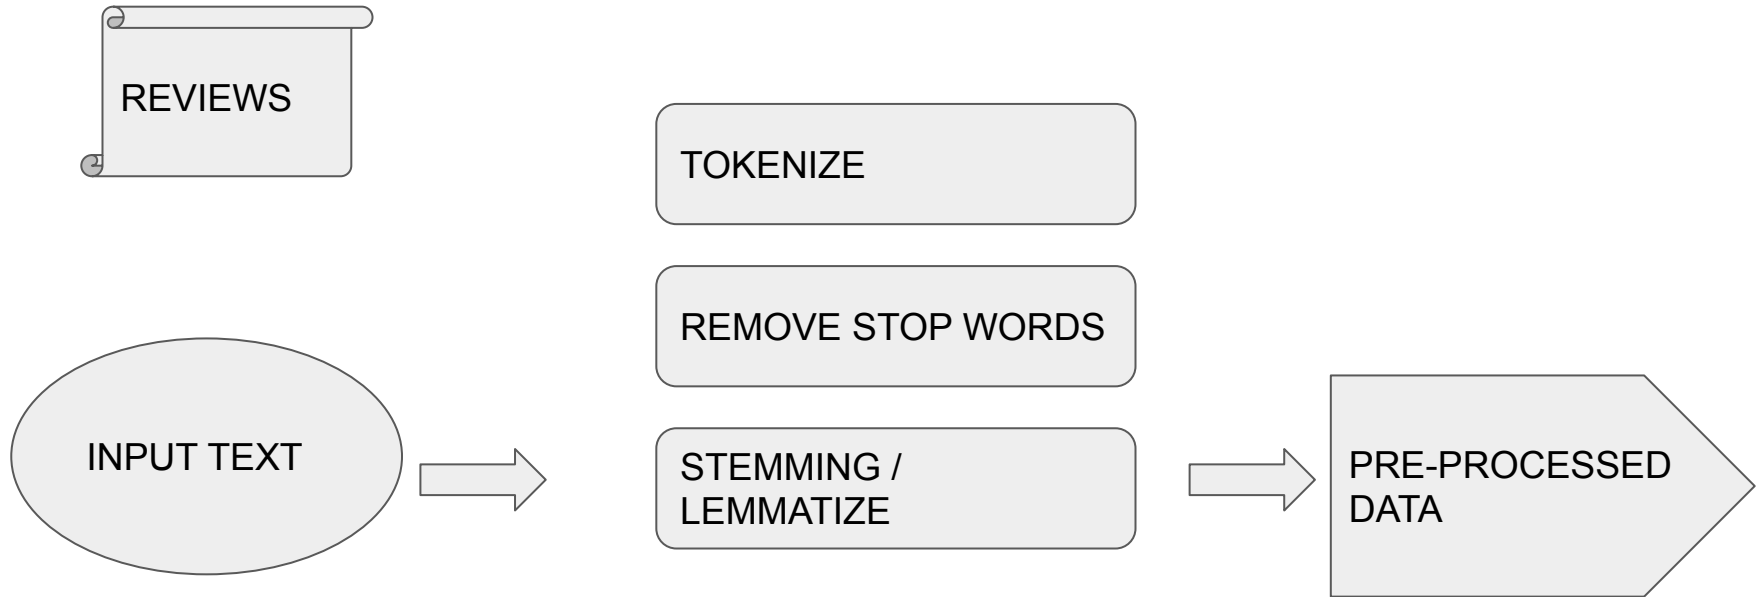 REVIEWS
TOKENIZE
REMOVE STOP WORDS
INPUT TEXT
STEMMING /
LEMMATIZE
PRE-PROCESSED
DATA